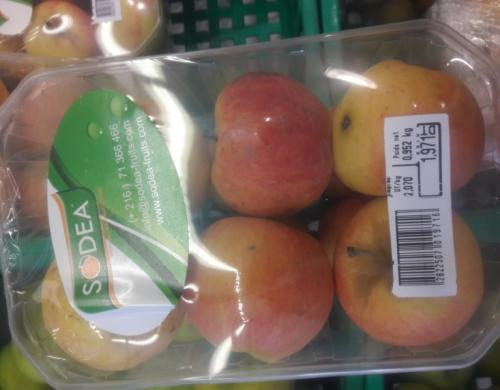 SODEA
(+ 216 ) 71 366 466
info@sodea-fruits.com
www.sodea-fruits.com
DT/kg
2,070
Poids net
0,952 kg
1,971